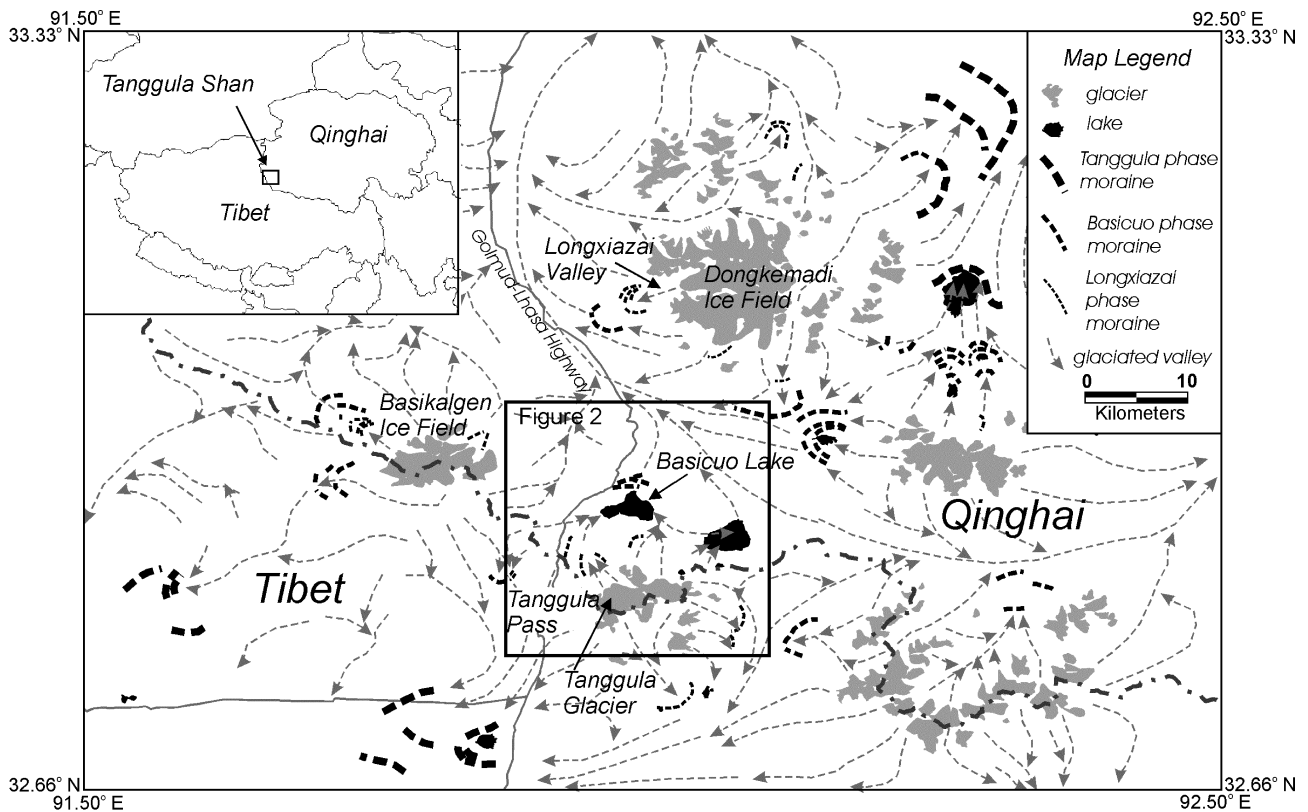 91.50° E
92.50° E
33.33° N
33.33° N
Tanggula Shan
Qinghai
Tibet
Map Legend
glacier
lake
Tanggula phase
moraine
Basicuo phase
moraine
Longxiazai
phase
moraine
glaciated valley
0 10
Kilometers
Golmud-Lhasa Highway
Longxiazai
Valley
Dongkemadi
Ice Field
Basikalgen
Ice Field
Figure 2
Basicuo Lake
Qinghai
Tibet
Tanggula
Pass
Tanggula
Glacier
32.66° N
32.66° N
91.50° E
92.50° E